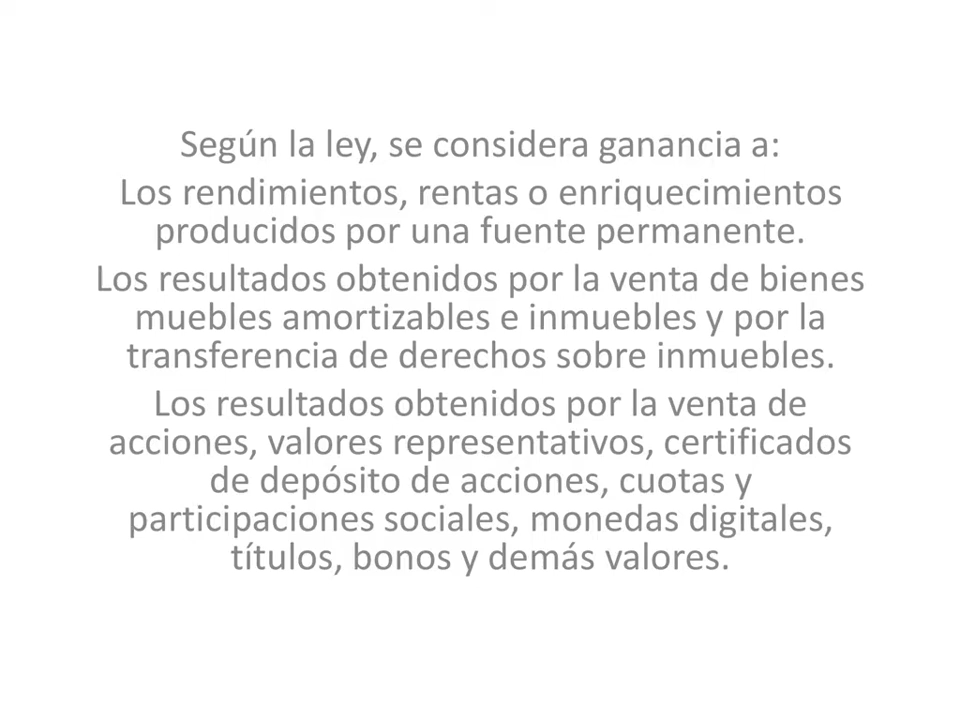 Según la ley, se considera ganancia a:
Los rendimientos, rentas o enriquecimientos
producidos por una fuente permanente.
Los resultados obtenidos por la venta de bienes
muebles amortizables e inmuebles y por la
transferencia de derechos sobre inmuebles.
Los resultados obtenidos por la venta de
acciones, valores representativos, certificados
de depósito de acciones, cuotas y
participaciones sociales, monedas digitales,
títulos, bonos y demás valores.